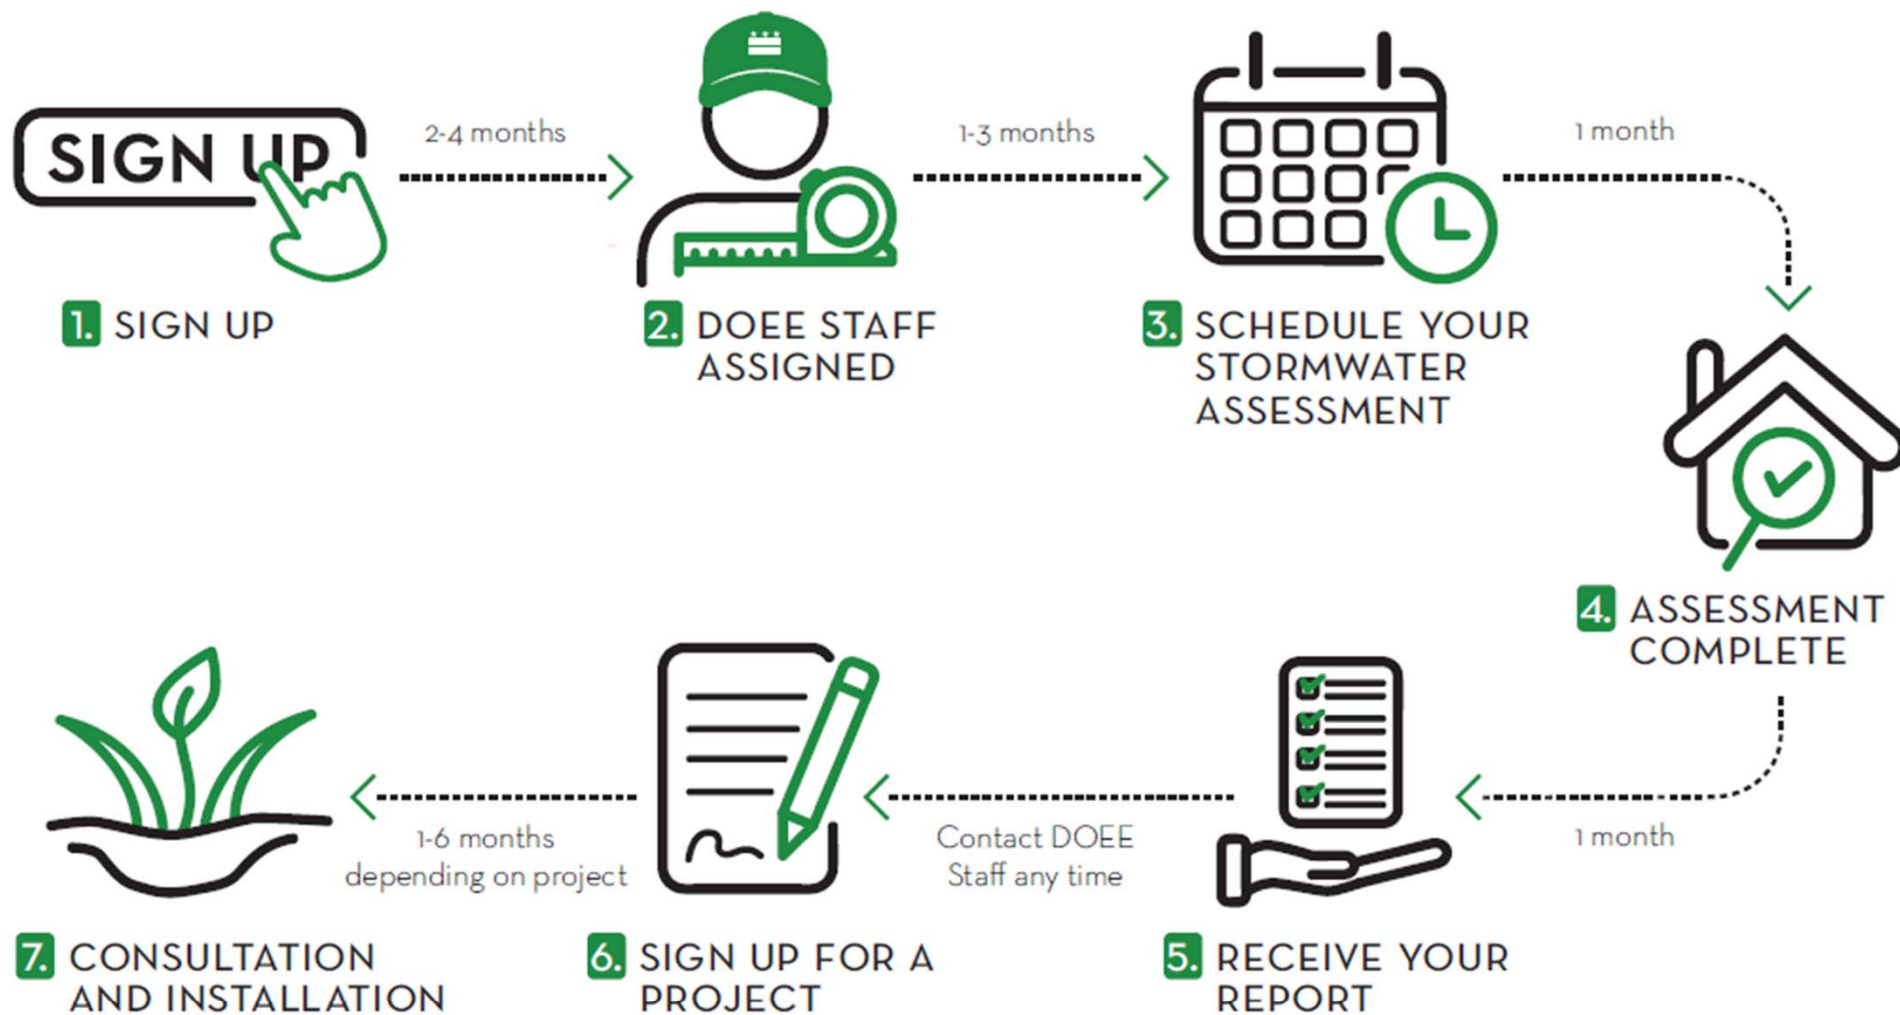 SIGN UP
2-4 months
1-3 months
1 month
1. SIGN UP
2. DOEE STAFF
ASSIGNED
3. SCHEDULE YOUR
STORMWATER
ASSESSMENT
4. ASSESSMENT
COMPLETE
1 month
5. RECEIVE YOUR
REPORT
Contact DOEE
Staff any time
6. SIGN UP FOR A
PROJECT
1-6 months
depending on project
7. CONSULTATION
AND INSTALLATION